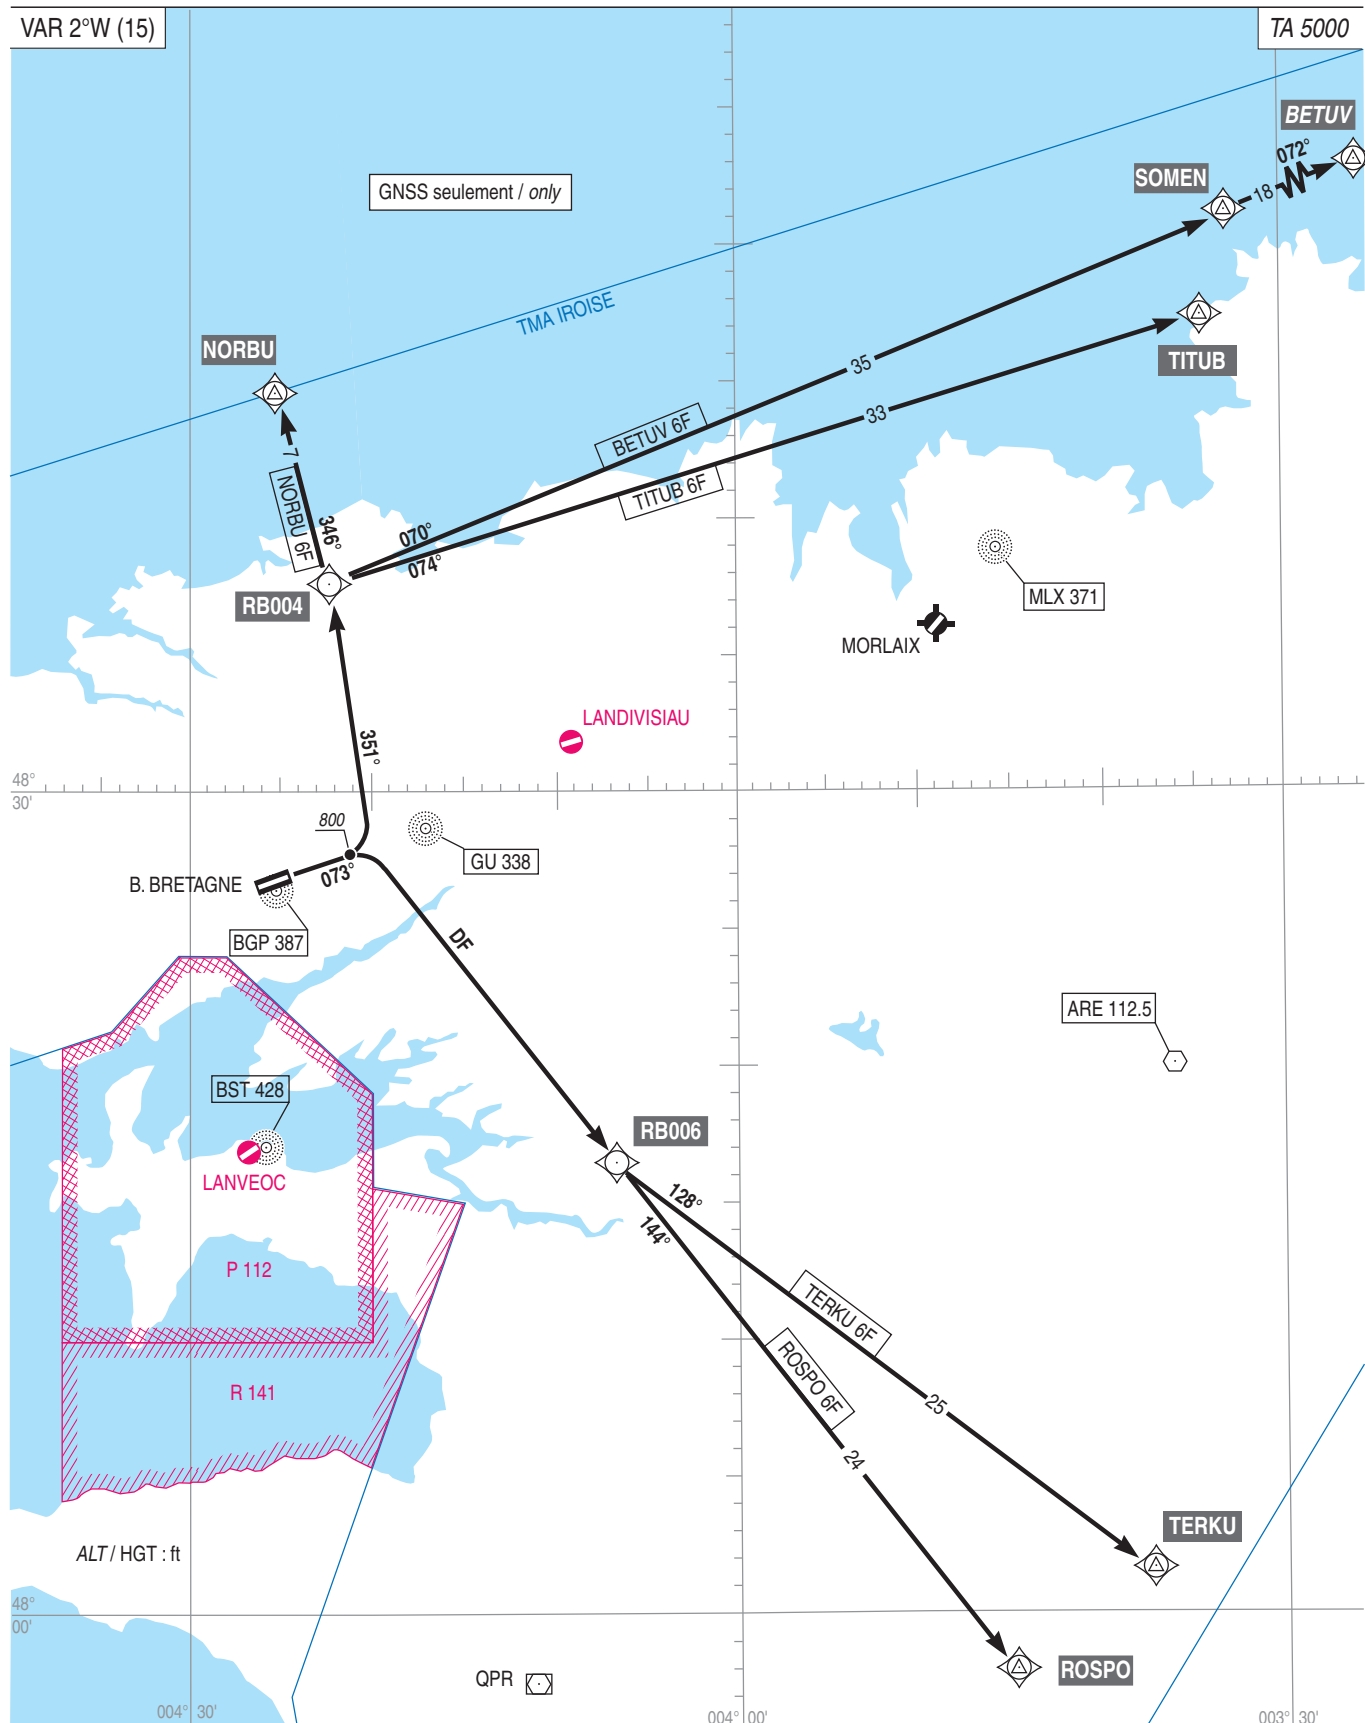 VAR 2°W (15)
TA 5000
BETUV
072°
SOMEN
18
GNSS seulement / only
TMA IROISE
NORBU
TITUB
35
33
7
BETUV 6F
NORBU 6F
TITUB 6F
346°
070°
074°
RB004
MLX 371
MORLAIX
LANDIVISIAU
351°
48°
30'
800
GU 338
B. BRETAGNE
073°
BGP 387
DF
ARE 112.5
BST 428
RB006
LANVEOC
128°
144°
P 112
TERKU 6F
ROSPO 6F
R 141
25
24
TERKU
ALT / HGT : ft
48°
00'
ROSPO
QPR
004° 30'
004° 00'
003° 30'